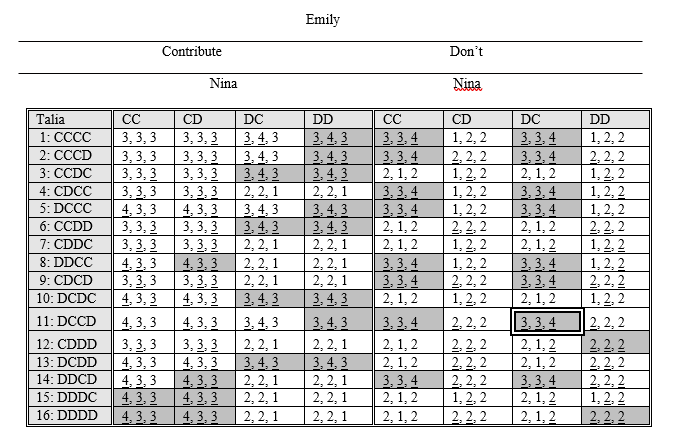 Emily
Contribute Don't
Nina Nina
Talia CC CD DC DD CC CD DC DD
1: CCCC 3, 3, 3 3, 3, 3 3, 4, 3 3, 4, 3 3, 3, 4 1, 2, 2 3, 3, 4 1, 2, 2
2: CCCD 3, 3, 3 3, 3, 3 3, 4, 3 3, 4, 3 3, 3, 4 2, 2, 2 3, 3, 4 2, 2, 2
3: CCDC 3, 3, 3 3, 3, 3 3, 4, 3 3, 4, 3 2, 1, 2 1, 2, 2 2, 1, 2 1, 2, 2
4: CDCC 3, 3, 3 3, 3, 3 2, 2, 1 2, 2, 1 3, 3, 4 1, 2, 2 3, 3, 4 1, 2, 2
5: DCCC 4, 3, 3 4, 3, 3 3, 4, 3 3, 4, 3 3, 3, 4 1, 2, 2 3, 3, 4 1, 2, 2
6: CCDD 3, 3, 3 3, 3, 3 3, 4, 3 3, 4, 3 2, 1, 2 2, 2, 2 2, 1, 2 2, 2, 2
7: CDDC 3, 3, 3 3, 3, 3 2, 2, 1 2, 2, 1 2, 1, 2 1, 2, 2 2, 1, 2 1, 2, 2
8: DDCC 4, 3, 3 4, 3, 3 2, 2, 1 2, 2, 1 3, 3, 4 1, 2, 2 3, 3, 4 1, 2, 2
9: CDCD 3, 3, 3 3, 3, 3 2, 2, 1 2, 2, 1 3, 3, 4 2, 2, 2 3, 3, 4 2, 2, 2
10: DCDC 4, 3, 3 4, 3, 3 3, 4, 3 3, 4, 3 2, 1, 2 1, 2, 2 2, 1, 2 1, 2, 2
11: DCCD 4, 3, 3 4, 3, 3 3, 4, 3 3, 4, 3 3, 3, 4 2, 2, 2 3, 3, 4 2, 2, 2
12: CDDD 3, 3, 3 3, 3, 3 2, 2, 1 2, 2, 1 2, 1, 2 2, 2, 2 2, 1, 2 2, 2, 2
13: DCDD 4, 3, 3 4, 3, 3 3, 4, 3 3, 4, 3 2, 1, 2 2, 2, 2 2, 1, 2 2, 2, 2
14: DDCD 4, 3, 3 4, 3, 3 2, 2, 1 2, 2, 1 3, 3, 4 2, 2, 2 3, 3, 4 2, 2, 2
15: DDDC 4, 3, 3 4, 3, 3 2, 2, 1 2, 2, 1 2, 1, 2 1, 2, 2 2, 1, 2 1, 2, 2
16: DDDD 4, 3, 3 4, 3, 3 2, 2, 1 2, 2, 1 2, 1, 2 2, 2, 2 2, 1, 2 2, 2, 2